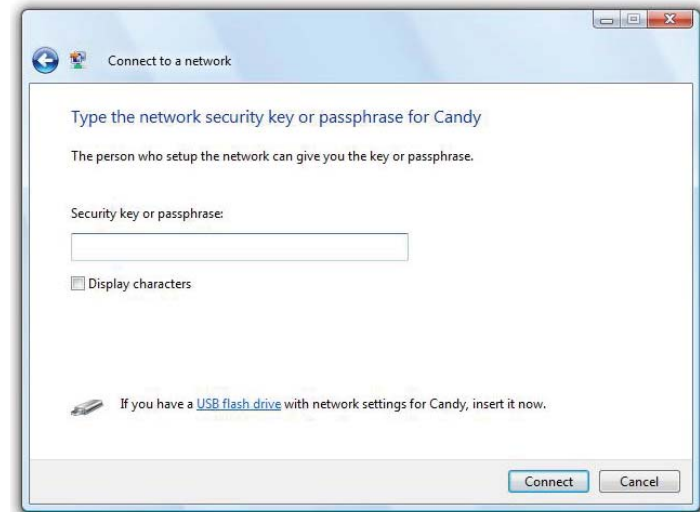 Connect to a network
Type the network security key or passphrase for Candy
The person who setup the network can give you the key or passphrase.
Security key or passphrase:
Display characters
If you have a USB flash drive with network settings for Candy, insert it now.
Connect
Cancel